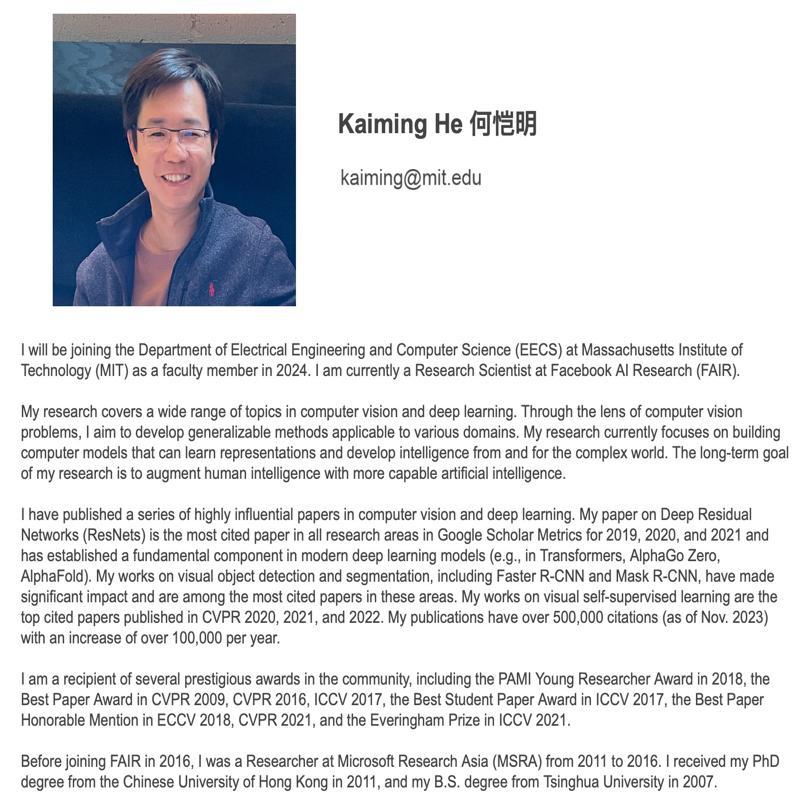 Kaiming He 何恺明
kaiming@mit.edu
I will be joining the Department of Electrical Engineering and Computer Science (EECS) at Massachusetts Institute of
Technology (MIT) as a faculty member in 2024. I am currently a Research Scientist at Facebook AI Research (FAIR).
My research covers a wide range of topics in computer vision and deep learning. Through the lens of computer vision
problems, I aim to develop generalizable methods applicable to various domains. My research currently focuses on building
computer models that can learn representations and develop intelligence from and for the complex world. The long-term goal
of my research is to augment human intelligence with more capable artificial intelligence.
I have published a series of highly influential papers in computer vision and deep learning. My paper on Deep Residual
Networks (ResNets) is the most cited paper in all research areas in Google Scholar Metrics for 2019, 2020, and 2021 and
has established a fundamental component in modern deep learning models (e.g., in Transformers, AlphaGo Zero,
AlphaFold). My works on visual object detection and segmentation, including Faster R-CNN and Mask R-CNN, have made
significant impact and are among the most cited papers in these areas. My works on visual self-supervised learning are the
top cited papers published in CVPR 2020, 2021, and 2022. My publications have over 500,000 citations (as of Nov. 2023)
with an increase of over 100,000 per year.
I am a recipient of several prestigious awards in the community, including the PAMI Young Researcher Award in 2018, the
Best Paper Award in CVPR 2009, CVPR 2016, ICCV 2017, the Best Student Paper Award in ICCV 2017, the Best Paper
Honorable Mention in ECCV 2018, CVPR 2021, and the Everingham Prize in ICCV 2021.
Before joining FAIR in 2016, I was a Researcher at Microsoft Research Asia (MSRA) from 2011 to 2016. I received my PhD
degree from the Chinese University of Hong Kong in 2011, and my B.S. degree from Tsinghua University in 2007.